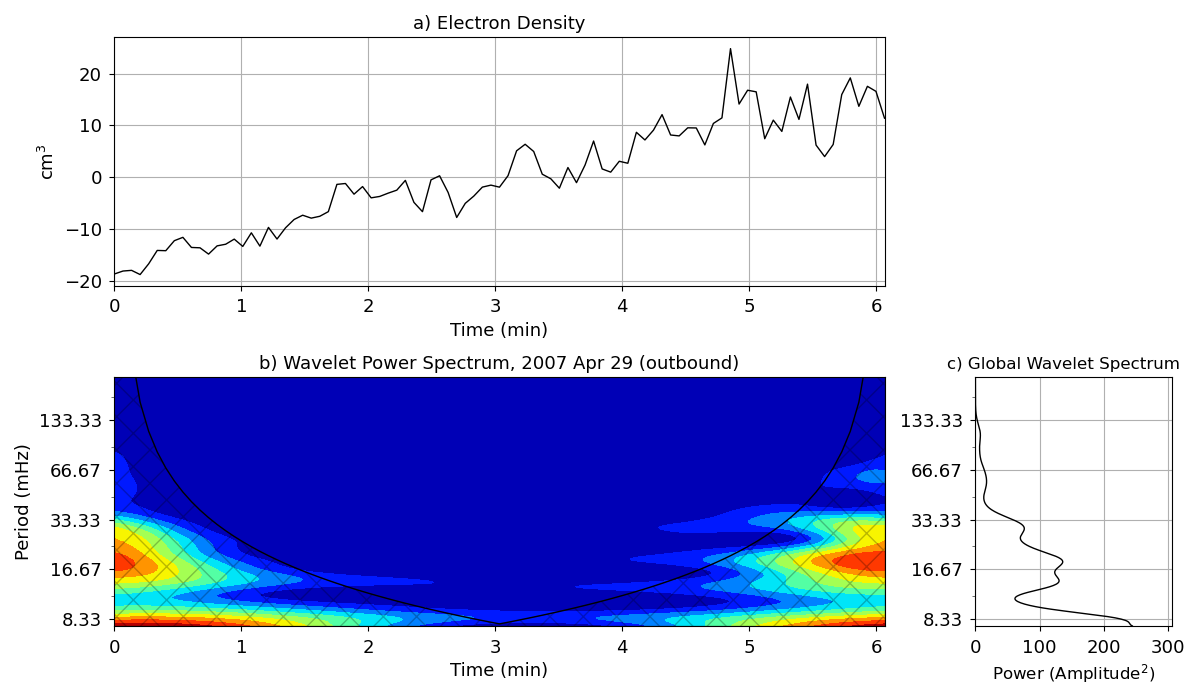 a) Electron Density
20
10
0
−10
−20
cm³
0 1 2 3 4 5 6
Time (min)
b) Wavelet Power Spectrum, 2007 Apr 29 (outbound)
133.33
66.67
33.33
16.67
8.33
Period (mHz)
0 1 2 3 4 5 6
Time (min)
c) Global Wavelet Spectrum
133.33
66.67
33.33
16.67
8.33
0 100 200 300
Power (Amplitude²)